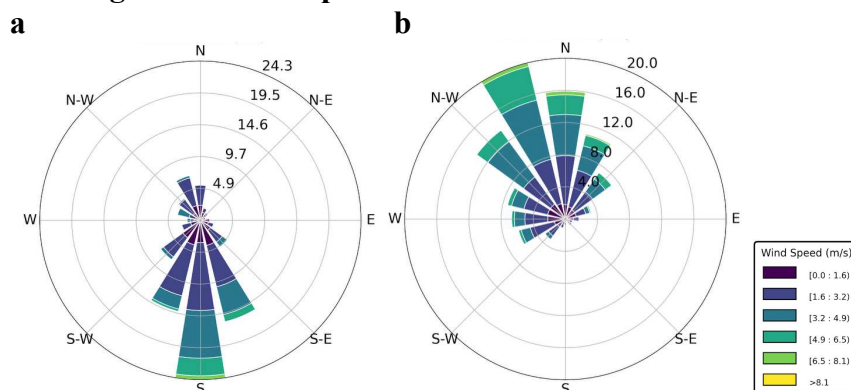 a
b
N
24.3
19.5
14.6
9.7
4.9
N-W
N-E
W
E
S-W
S-E
S
N
20.0
16.0
12.0
8.0
4.0
N-W
N-E
W
E
S-W
S-E
S
Wind Speed (m/s)
[0.0 : 1.6)
[1.6 : 3.2)
[3.2 : 4.9)
[4.9 : 6.5)
[6.5 : 8.1)
>8.1